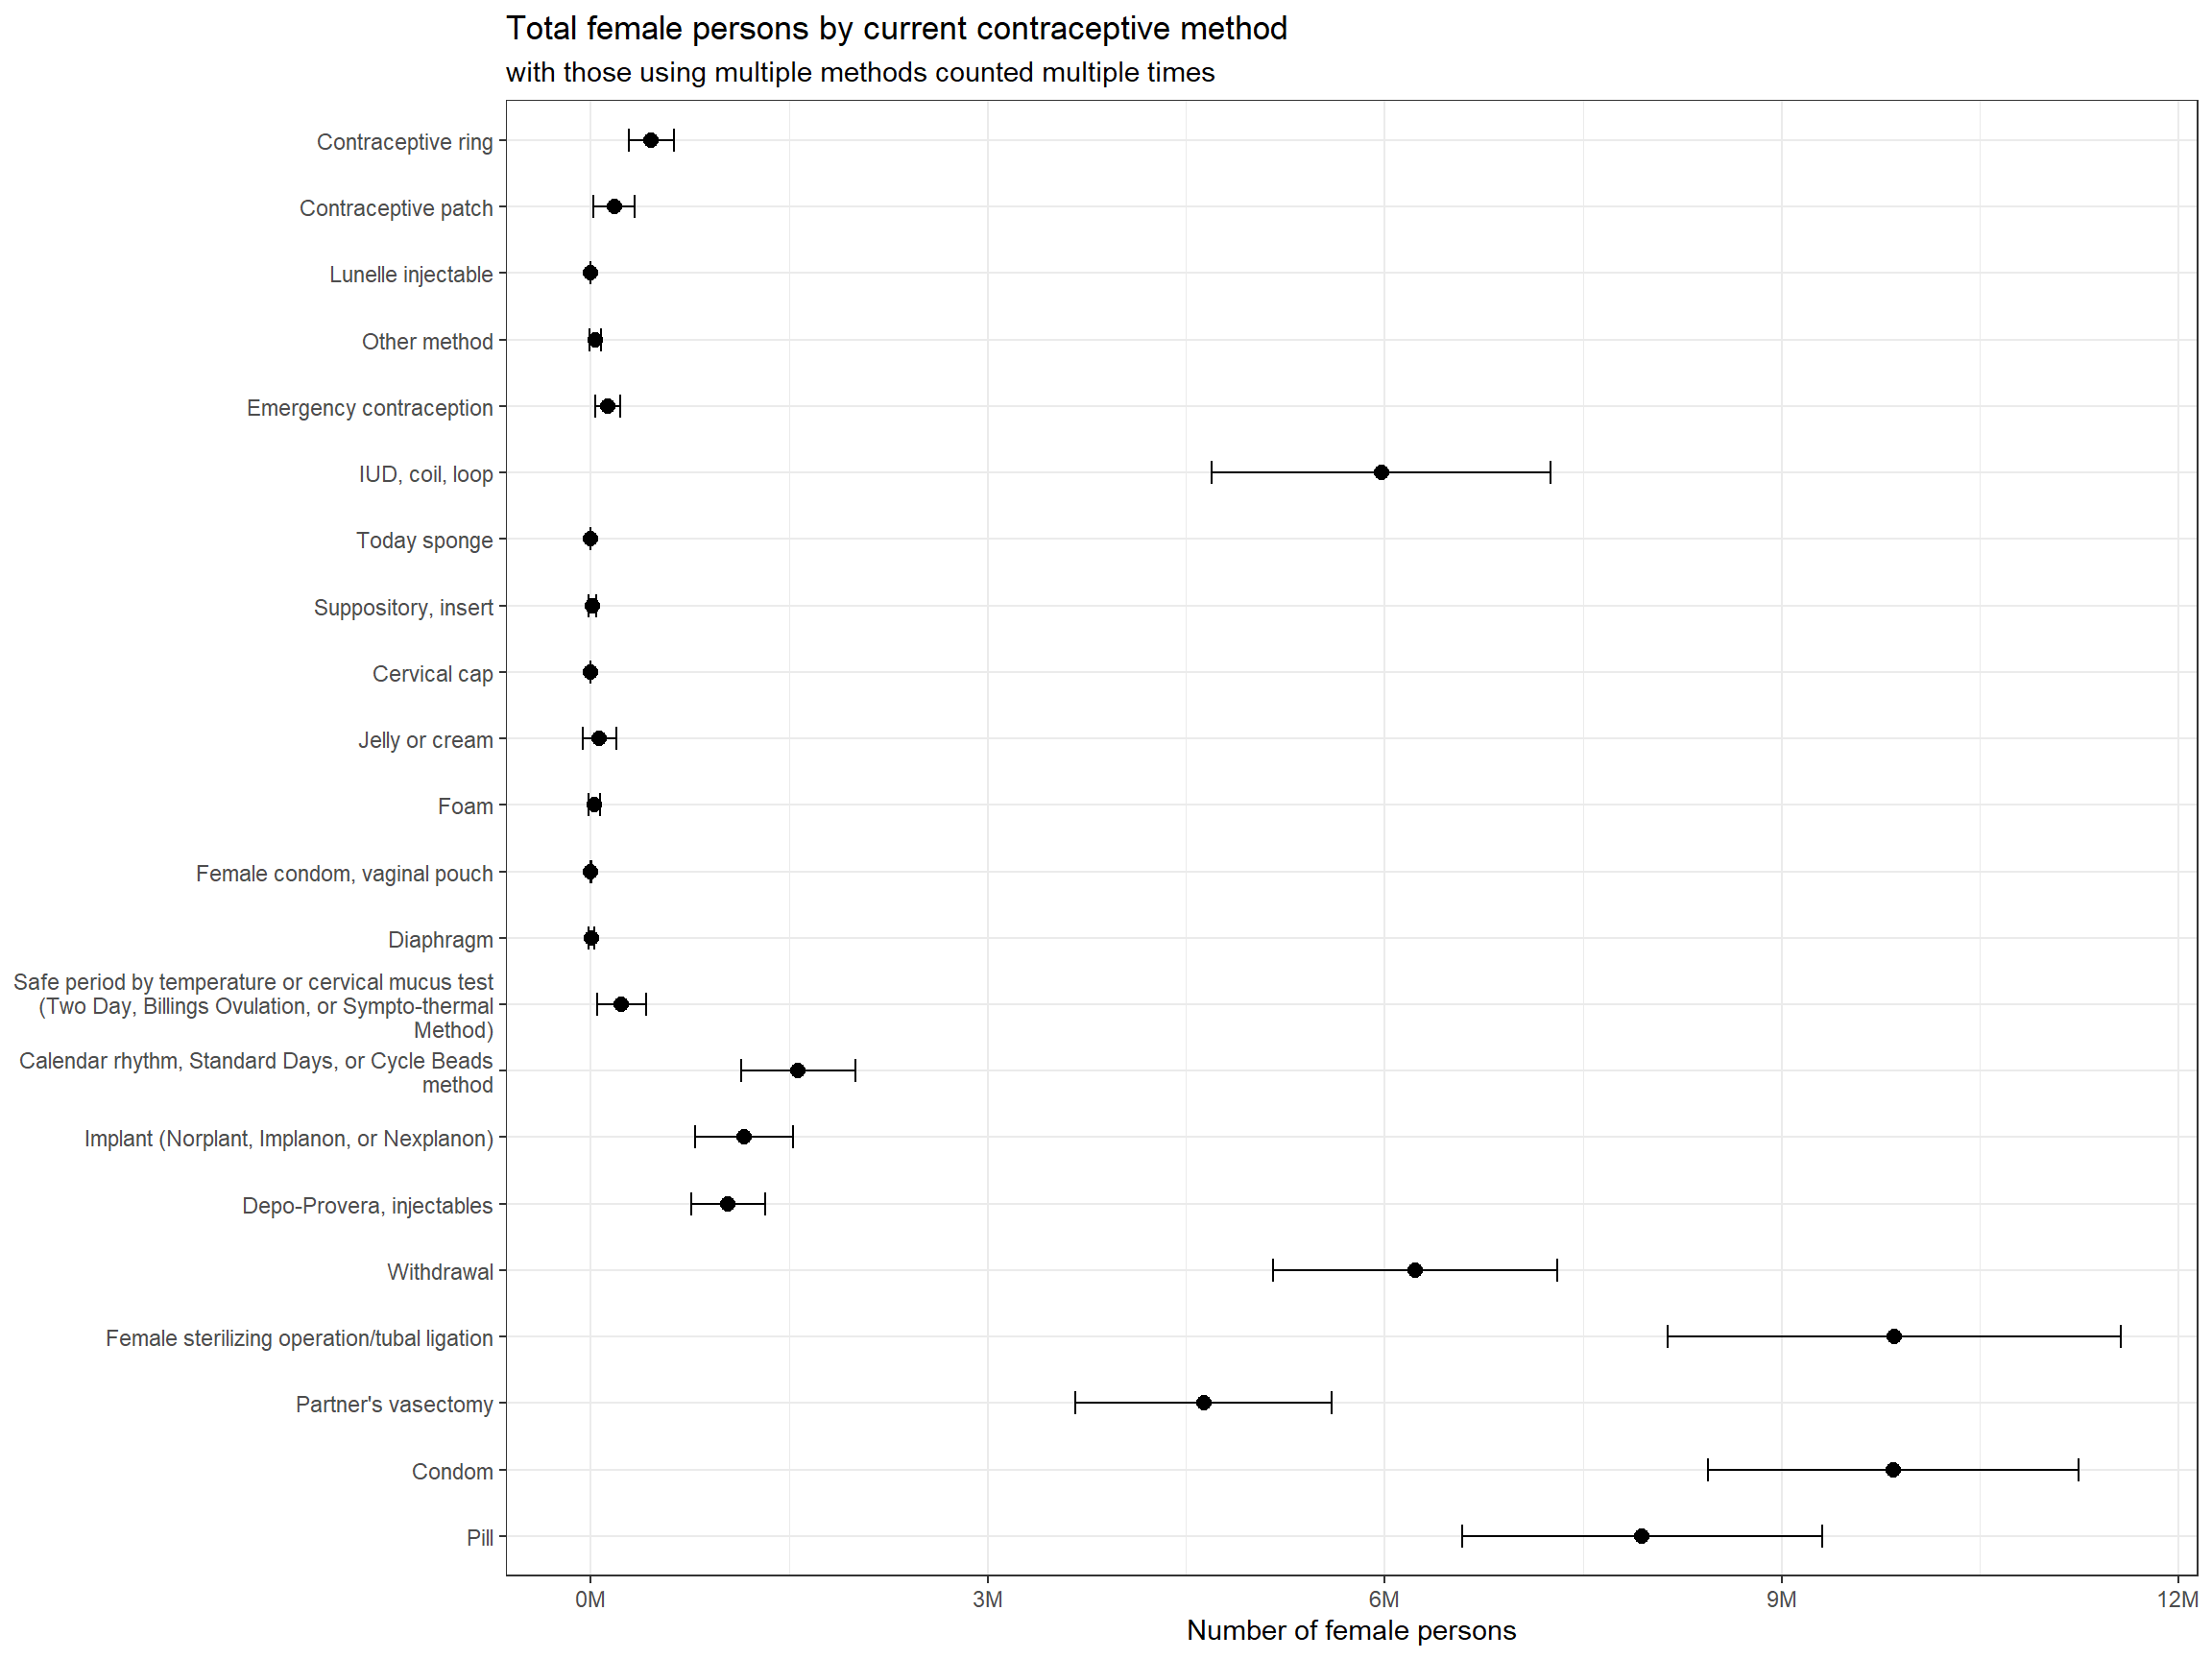 Total female persons by current contraceptive method
with those using multiple methods counted multiple times
Contraceptive ring
Contraceptive patch
Lunelle injectable
Other method
Emergency contraception
IUD, coil, loop
Today sponge
Suppository, insert
Cervical cap
Jelly or cream
Foam
Female condom, vaginal pouch
Diaphragm
Safe period by temperature or cervical mucus test
(Two Day, Billings Ovulation, or Sympto-thermal
Method)
Calendar rhythm, Standard Days, or Cycle Beads
method
Implant (Norplant, Implanon, or Nexplanon)
Depo-Provera, injectables
Withdrawal
Female sterilizing operation/tubal ligation
Partner's vasectomy
Condom
Pill
0M 3M 6M 9M 12M
Number of female persons